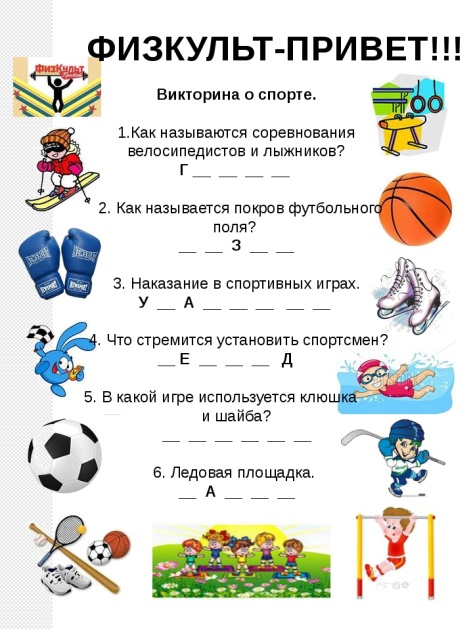 ФИЗКУЛЬТ-ПРИВЕТ!!!
Физкульт
Викторина о спорте.
1.Как называются соревнования
велосипедистов и лыжников?
Г __ __ __ __
2. Как называется покров футбольного
поля?
__ __ З __ __
3. Наказание в спортивных играх.
У __ А __ __ __ __ __
4. Что стремится установить спортсмен?
__ Е __ __ __ Д
5. В какой игре используется клюшка
и шайба?
__ __ __ __ __ __
6. Ледовая площадка.
__ А __ __ __